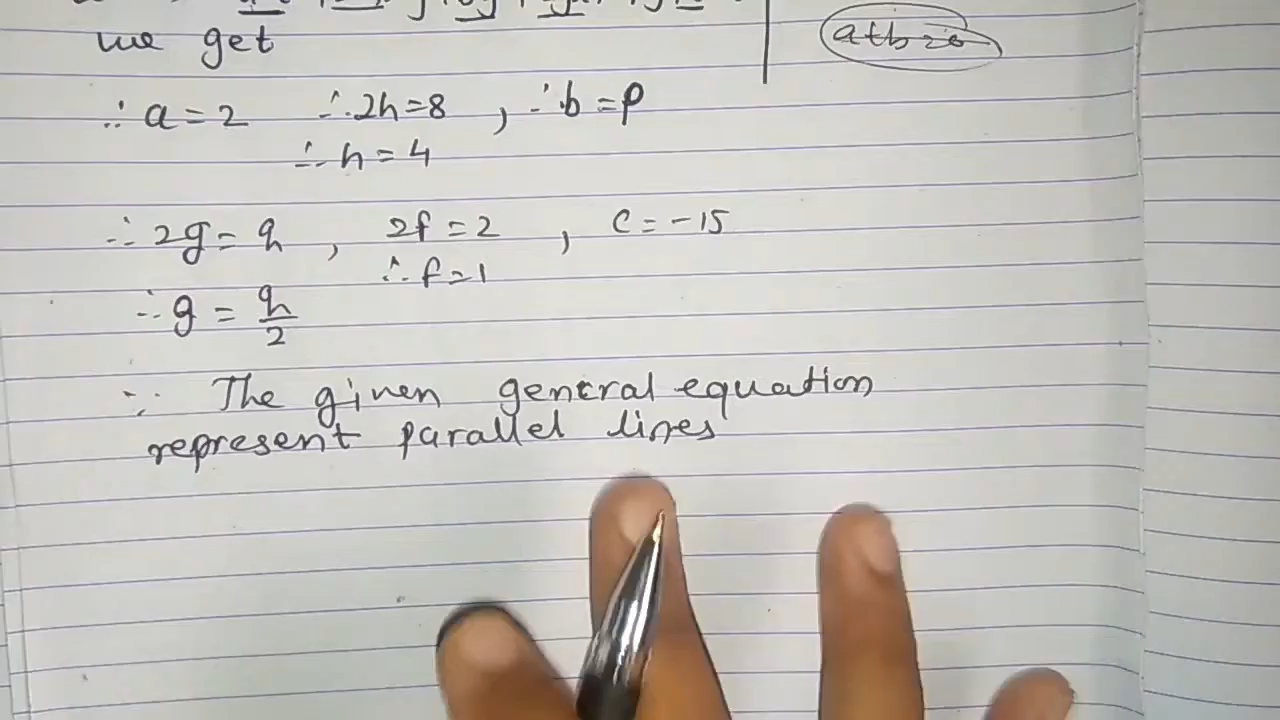 we get
a+b=0
∴ a = 2 ∴ 2h = 8 , ∴ b = p
∴ h = 4
∴ 2g = q , 2f = 2 , c = -15
∴ f = 1
∴ g = q/2
∵ The given general equation
represent parallel lines